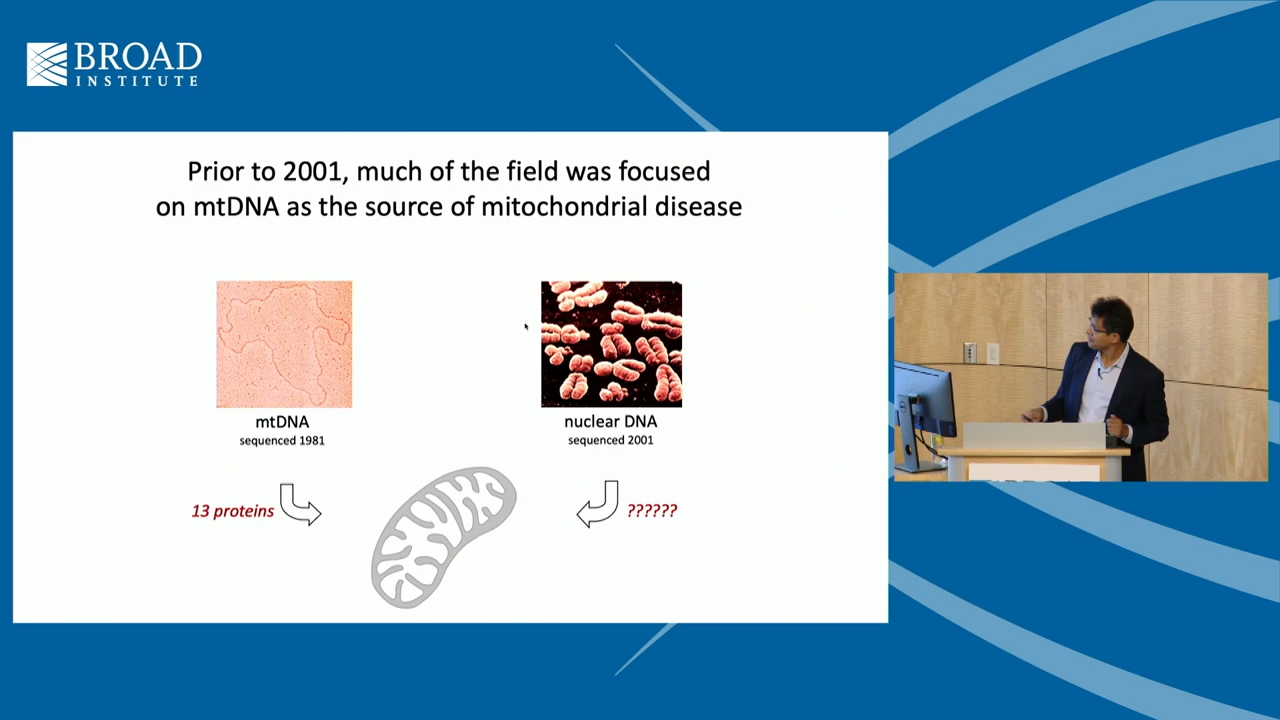 BROAD
INSTITUTE
Prior to 2001, much of the field was focused
on mtDNA as the source of mitochondrial disease
mtDNA
sequenced 1981
nuclear DNA
sequenced 2001
13 proteins
??????